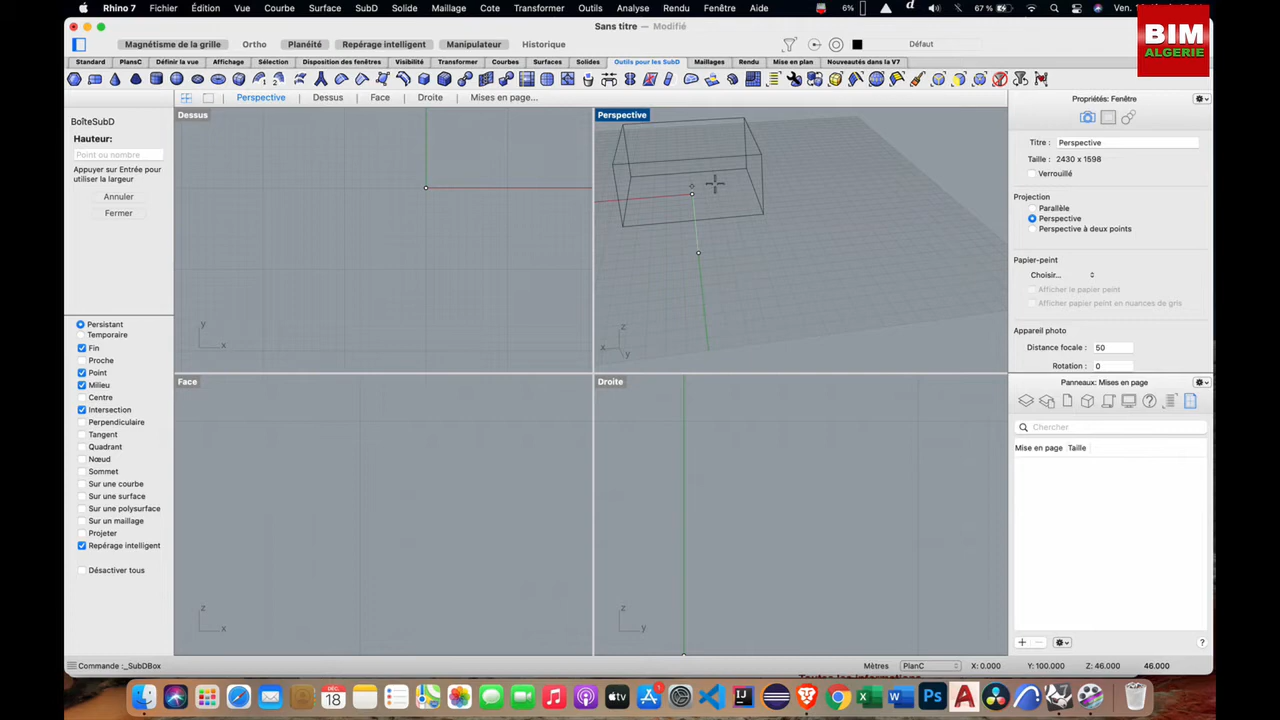 Rhino 7 Fichier Édition Vue Courbe Surface SubD Solide Maillage Cote Transformer Outils Analyse Rendu Fenêtre Aide 6% 67 %
Sans titre — Modifié
BIM
ALGERIE
Magnétisme de la grille Ortho Planéité Repérage intelligent Manipulateur Historique Défaut
Standard PlansC Définir la vue Affichage Sélection Disposition des fenêtres Visibilité Transformer Courbes Surfaces Solides Outils pour les SubD Maillages Rendu Mise en plan Nouveautés dans la V7
Perspective Dessus Face Droite Mises en page...
BoîteSubD
Hauteur:
Point ou nombre
Appuyer sur Entrée pour
utiliser la largeur
Annuler
Fermer
Persistant
Temporaire
Fin
Proche
Point
Milieu
Centre
Intersection
Perpendiculaire
Tangent
Quadrant
Nœud
Sommet
Sur une courbe
Sur une surface
Sur une polysurface
Sur un maillage
Projeter
Repérage intelligent
Désactiver tous
Dessus
y
x
Perspective
z
x
y
Face
z
x
Droite
z
y
Propriétés: Fenêtre
Titre : Perspective
Taille : 2430 x 1598
Verrouillé
Projection
Parallèle
Perspective
Perspective à deux points
Papier-peint
Choisir...
Afficher le papier peint
Afficher papier peint en nuances de gris
Appareil photo
Distance focale : 50
Rotation : 0
Panneaux: Mises en page
Chercher
Mise en page Taille
Commande :_SubDBox Mètres PlanC X: 0.000 Y: 100.000 Z: 46.000 46.000
DÉC.
18